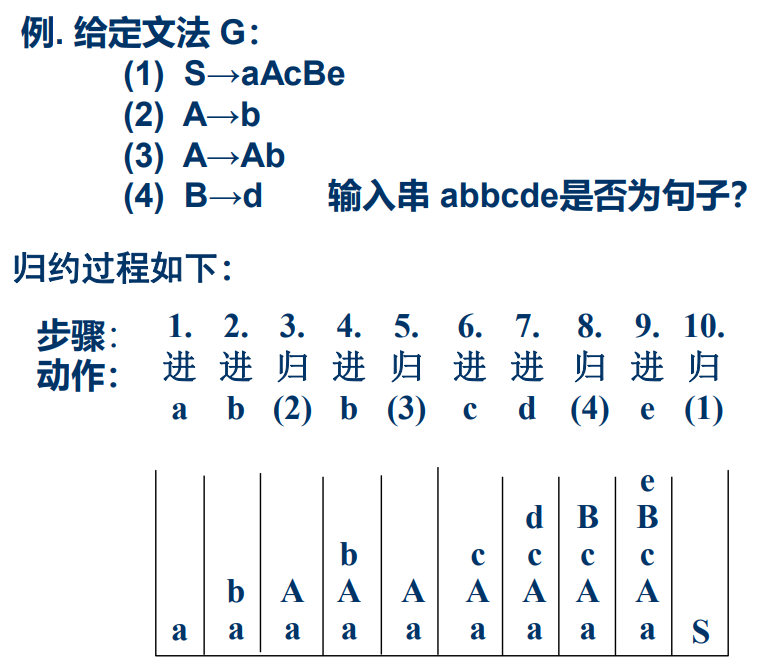 例. 给定文法 G：
(1) S→aAcBe
(2) A→b
(3) A→Ab
(4) B→d 输入串 abbcde是否为句子？
归约过程如下：
步骤： 1. 2. 3. 4. 5. 6. 7. 8. 9. 10.
动作： 进 进 归 进 归 进 进 归 进 归
a b (2) b (3) c d (4) e (1)
e
d B B
b c c c c
b A A A A A A A
a a a a a a a a a S